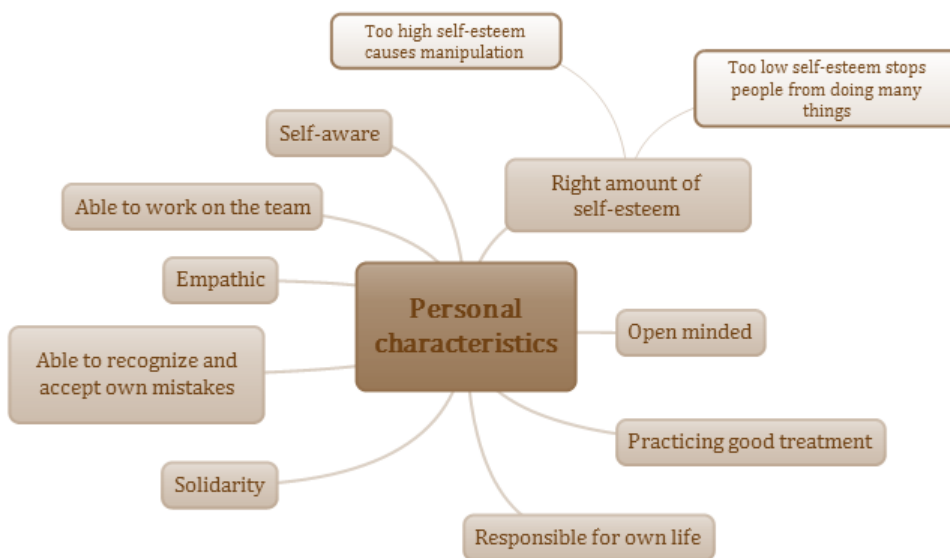 Too high self-esteem
causes manipulation
Too low self-esteem stops
people from doing many
things
Self-aware
Right amount of
self-esteem
Able to work on the team
Empathic
Personal
characteristics
Open minded
Able to recognize and
accept own mistakes
Practicing good treatment
Solidarity
Responsible for own life